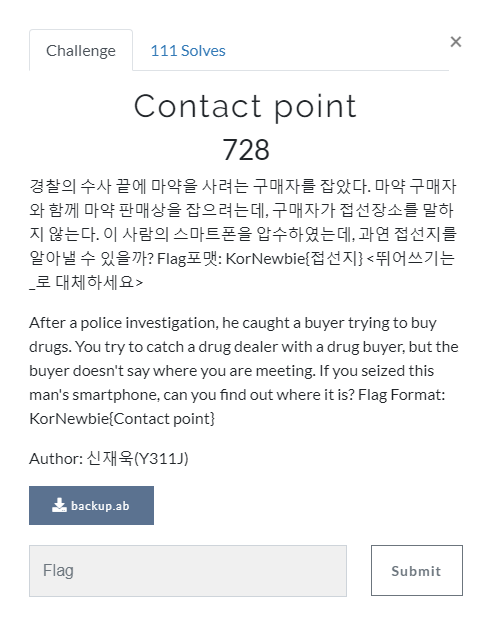 Challenge
111 Solves
×
Contact point
728
경찰의 수사 끝에 마약을 사려는 구매자를 잡았다. 마약 구매자
와 함께 마약 판매상을 잡으려는데, 구매자가 접선장소를 말하
지 않는다. 이 사람의 스마트폰을 압수하였는데, 과연 접선지를
알아낼 수 있을까? Flag포맷: KorNewbie{접선지} <뛰어쓰기는
_로 대체하세요>
After a police investigation, he caught a buyer trying to buy
drugs. You try to catch a drug dealer with a drug buyer, but the
buyer doesn't say where you are meeting. If you seized this
man's smartphone, can you find out where it is? Flag Format:
KorNewbie{Contact point}
Author: 신재욱(Y311J)
backup.ab
Flag
Submit